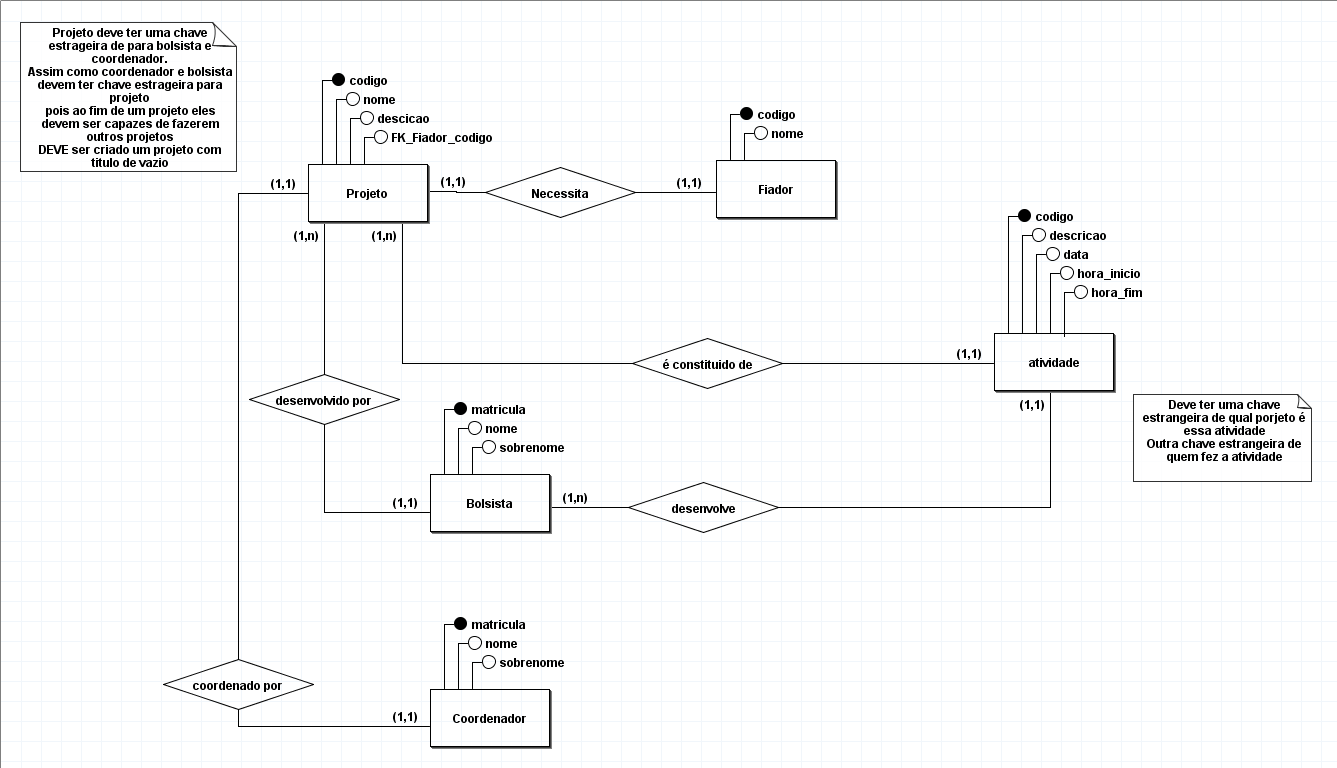 Projeto deve ter uma chave
estrageira de para bolsista e
coordenador.
Assim como coordenador e bolsista
devem ter chave estrageira para
projeto
pois ao fim de um projeto eles
devem ser capazes de fazerem
outros projetos
DEVE ser criado um projeto com
titulo de vazio
codigo
nome
descicao
FK_Fiador_codigo
Projeto
(1,1)
(1,1)
(1,n)
(1,n)
Necessita
(1,1)
codigo
nome
Fiador
codigo
descricao
data
hora_inicio
hora_fim
atividade
(1,1)
(1,1)
é constituido de
Deve ter uma chave
estrangeira de qual porjeto é
essa atividade
Outra chave estrangeira de
quem fez a atividade
desenvolvido por
(1,1)
matricula
nome
sobrenome
Bolsista
(1,n)
desenvolve
coordenado por
(1,1)
matricula
nome
sobrenome
Coordenador